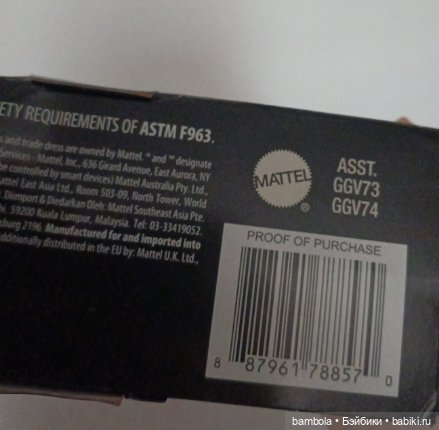 ETY REQUIREMENTS OF ASTM F963.
and trade dress are owned by Mattel. ® and ™ designate
Services - Mattel, Inc., 636 Girard Avenue, East Aurora, NY
be controlled by smart devices) Mattel Australia Pty. Ltd.,
attel East Asia Ltd., Room 503-09, North Tower, World
Diimport & Diedarkan Oleh: Mattel Southeast Asia Pte.
59200 Kuala Lumpur, Malaysia. Tel: 03-33419052.
sburg 2196. Manufactured for and imported into
dditionally distributed in the EU by: Mattel U.K. Ltd.,
MATTEL
®
ASST.
GGV73
GGV74
PROOF OF PURCHASE
8 87961 78857 0
bambola • Бэйбики • babiki.ru